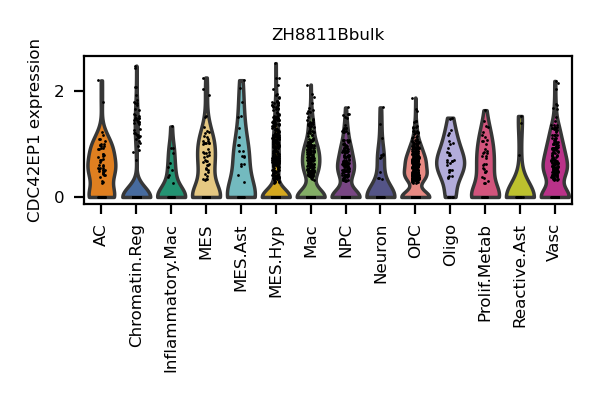 ZH8811Bbulk
CDC42EP1 expression
2
0
AC
Chromatin.Reg
Inflammatory.Mac
MES
MES.Ast
MES.Hyp
Mac
NPC
Neuron
OPC
Oligo
Prolif.Metab
Reactive.Ast
Vasc